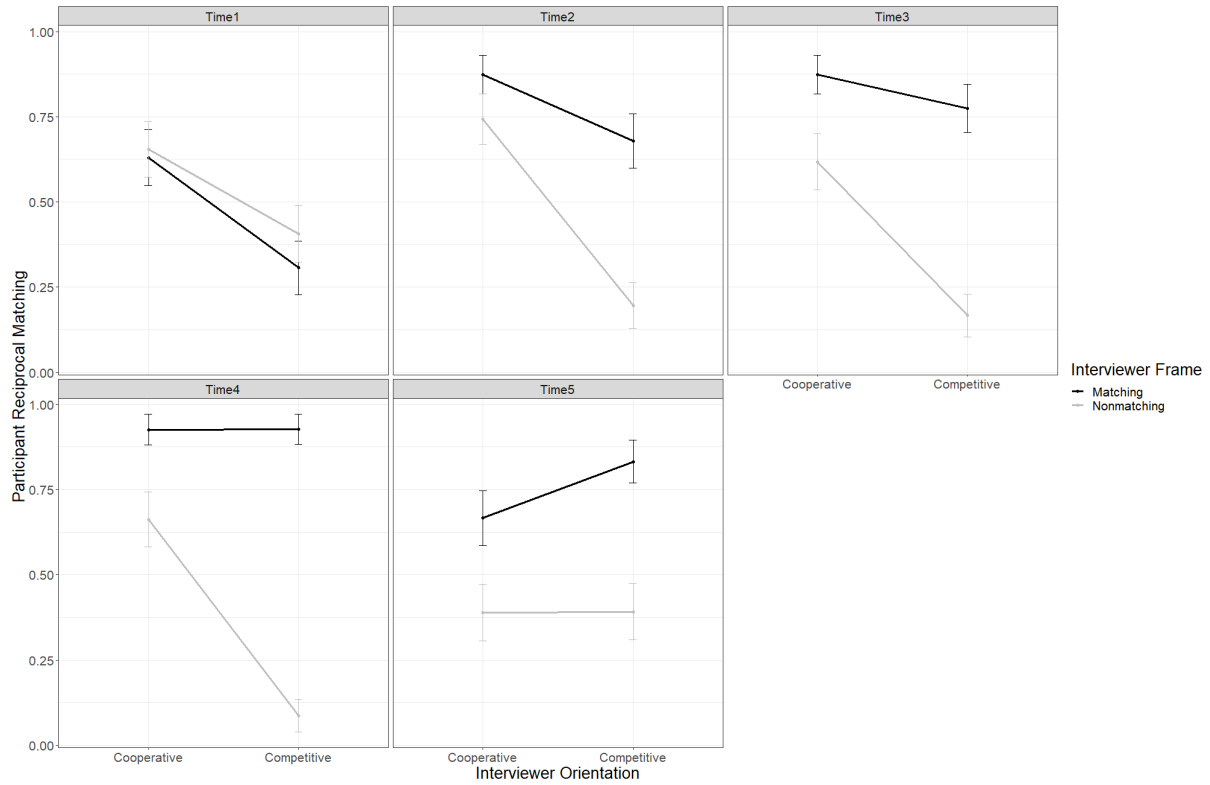 Time1
Time2
Time3
1.00
0.75
0.50
0.25
0.00
Cooperative
Competitive
Time4
Time5
1.00
0.75
0.50
0.25
0.00
Cooperative
Competitive
Cooperative
Competitive
Participant Reciprocal Matching
Interviewer Orientation
Interviewer Frame
Matching
Nonmatching